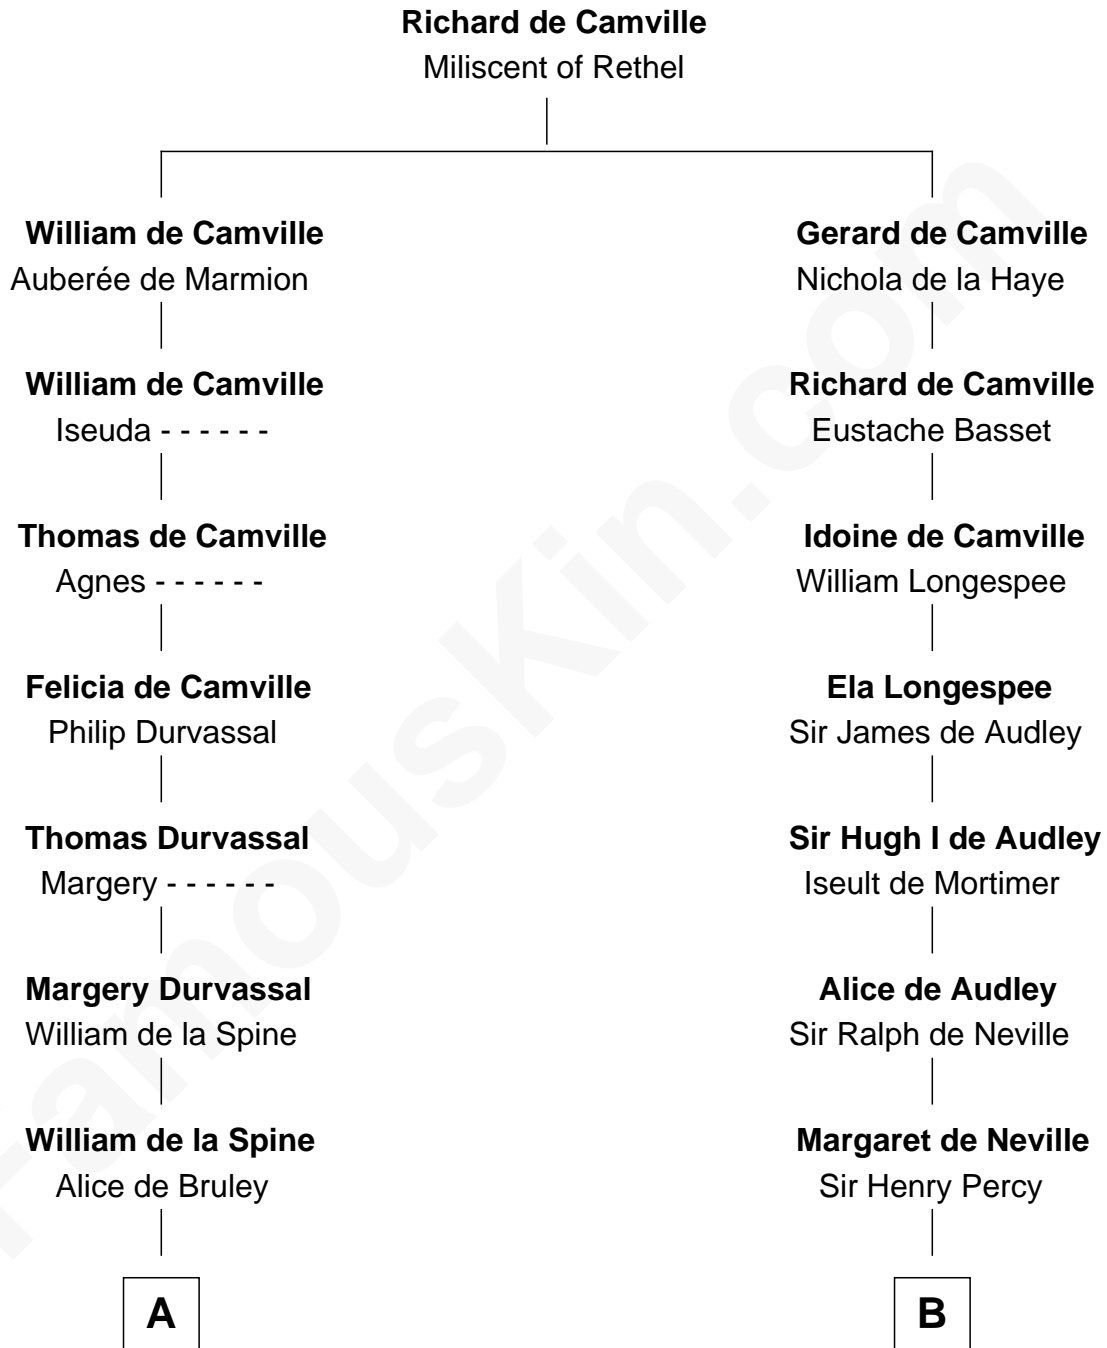 Richard de Camville
Miliscent of Rethel
William de Camville
Auberée de Marmion
Gerard de Camville
Nichola de la Haye
William de Camville
Iseuda - - - - - -
Richard de Camville
Eustache Basset
Thomas de Camville
Agnes - - - - - -
Idoine de Camville
William Longespee
Felicia de Camville
Philip Durvassal
Ela Longespee
Sir James de Audley
Thomas Durvassal
Margery - - - - - -
Sir Hugh I de Audley
Iseult de Mortimer
Margery Durvassal
William de la Spine
Alice de Audley
Sir Ralph de Neville
William de la Spine
Alice de Bruley
Margaret de Neville
Sir Henry Percy
A
B
FamousKin.com